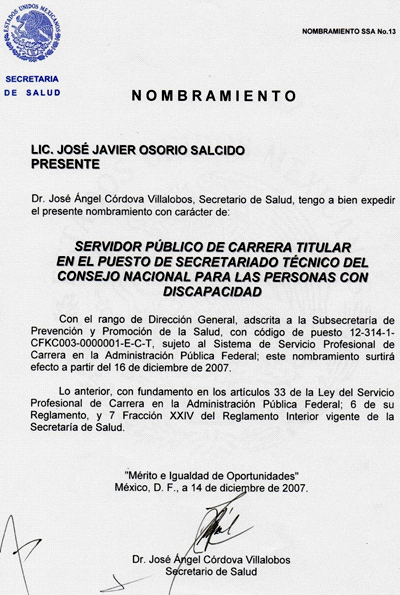 ESTADOS UNIDOS MEXICANOS
NOMBRAMIENTO SSA No.13
SECRETARIA
DE SALUD
NOMBRAMIENTO
LIC. JOSÉ JAVIER OSORIO SALCIDO
PRESENTE
Dr. José Ángel Córdova Villalobos, Secretario de Salud, tengo a bien expedir
el presente nombramiento con carácter de:
SERVIDOR PÚBLICO DE CARRERA TITULAR
EN EL PUESTO DE SECRETARIADO TÉCNICO DEL
CONSEJO NACIONAL PARA LAS PERSONAS CON
DISCAPACIDAD
Con el rango de Dirección General, adscrita a la Subsecretaría de
Prevención y Promoción de la Salud, con código de puesto 12-314-1-
CFKC003-0000001-E-C-T, sujeto al Sistema de Servicio Profesional de
Carrera en la Administración Pública Federal; este nombramiento surtirá
efecto a partir del 16 de diciembre de 2007.
Lo anterior, con fundamento en los artículos 33 de la Ley del Servicio
Profesional de Carrera en la Administración Pública Federal; 6 de su
Reglamento, y 7 Fracción XXIV del Reglamento Interior vigente de la
Secretaría de Salud.
"Mérito e Igualdad de Oportunidades"
México, D. F., a 14 de diciembre de 2007.
Dr. José Ángel Córdova Villalobos
Secretario de Salud